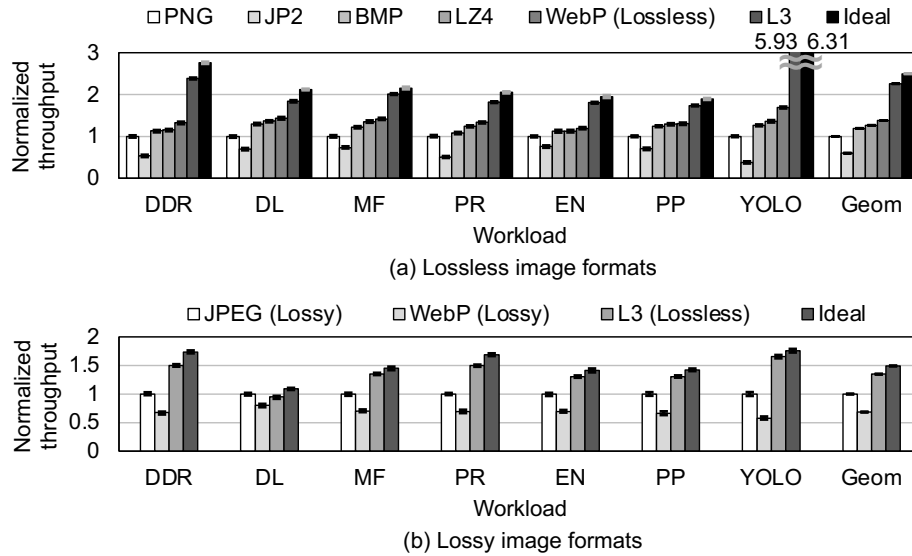 PNG JP2 BMP LZ4 WebP (Lossless) L3 Ideal
5.93 6.31
3
2
1
0
Normalized
throughput
DDR DL MF PR EN PP YOLO Geom
Workload
(a) Lossless image formats
JPEG (Lossy) WebP (Lossy) L3 (Lossless) Ideal
2
1.5
1
0.5
0
Normalized
throughput
DDR DL MF PR EN PP YOLO Geom
Workload
(b) Lossy image formats